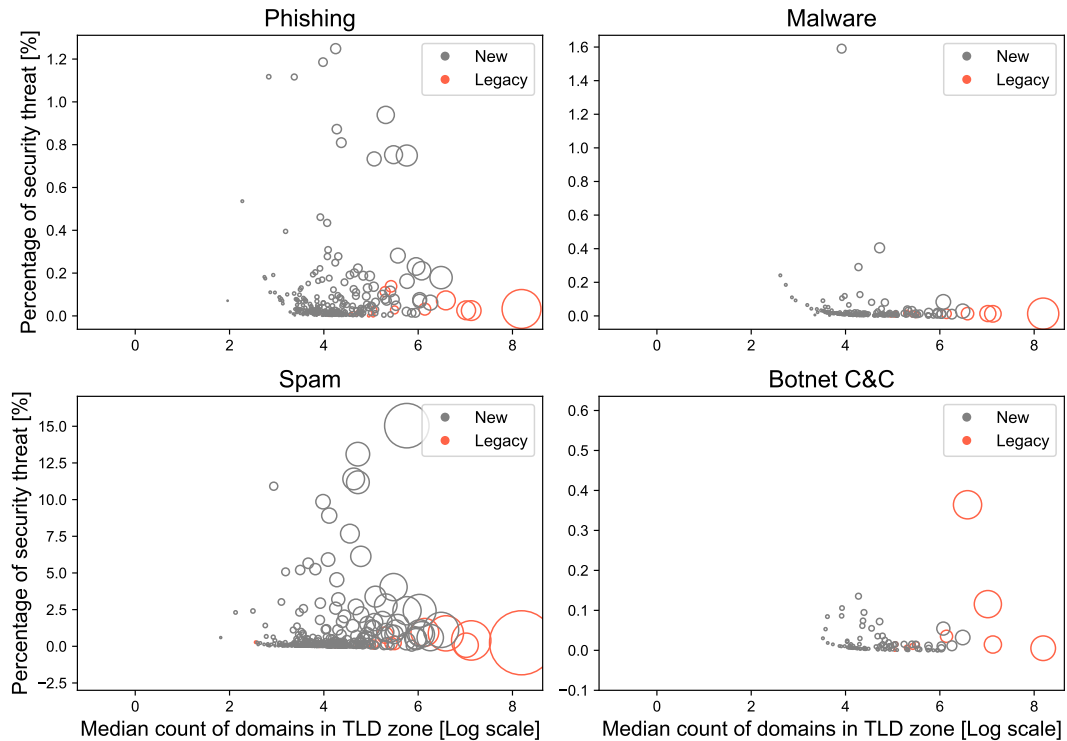 Phishing
Percentage of security threat [%]
1.2
1.0
0.8
0.6
0.4
0.2
0.0
0 2 4 6 8
New
Legacy
Malware
1.6
1.4
1.2
1.0
0.8
0.6
0.4
0.2
0.0
0 2 4 6 8
New
Legacy
Spam
Percentage of security threat [%]
15.0
12.5
10.0
7.5
5.0
2.5
0.0
−2.5
0 2 4 6 8
Median count of domains in TLD zone [Log scale]
New
Legacy
Botnet C&C
0.6
0.5
0.4
0.3
0.2
0.1
0.0
−0.1
0 2 4 6 8
Median count of domains in TLD zone [Log scale]
New
Legacy